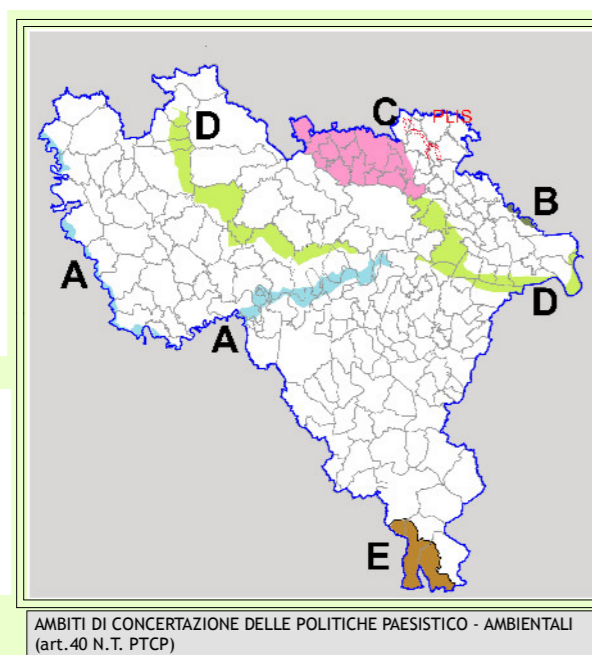 C
PLIS
D
B
A
D
A
E
AMBITI DI CONCERTAZIONE DELLE POLITICHE PAESISTICO - AMBIENTALI
(art.40 N.T. PTCP)